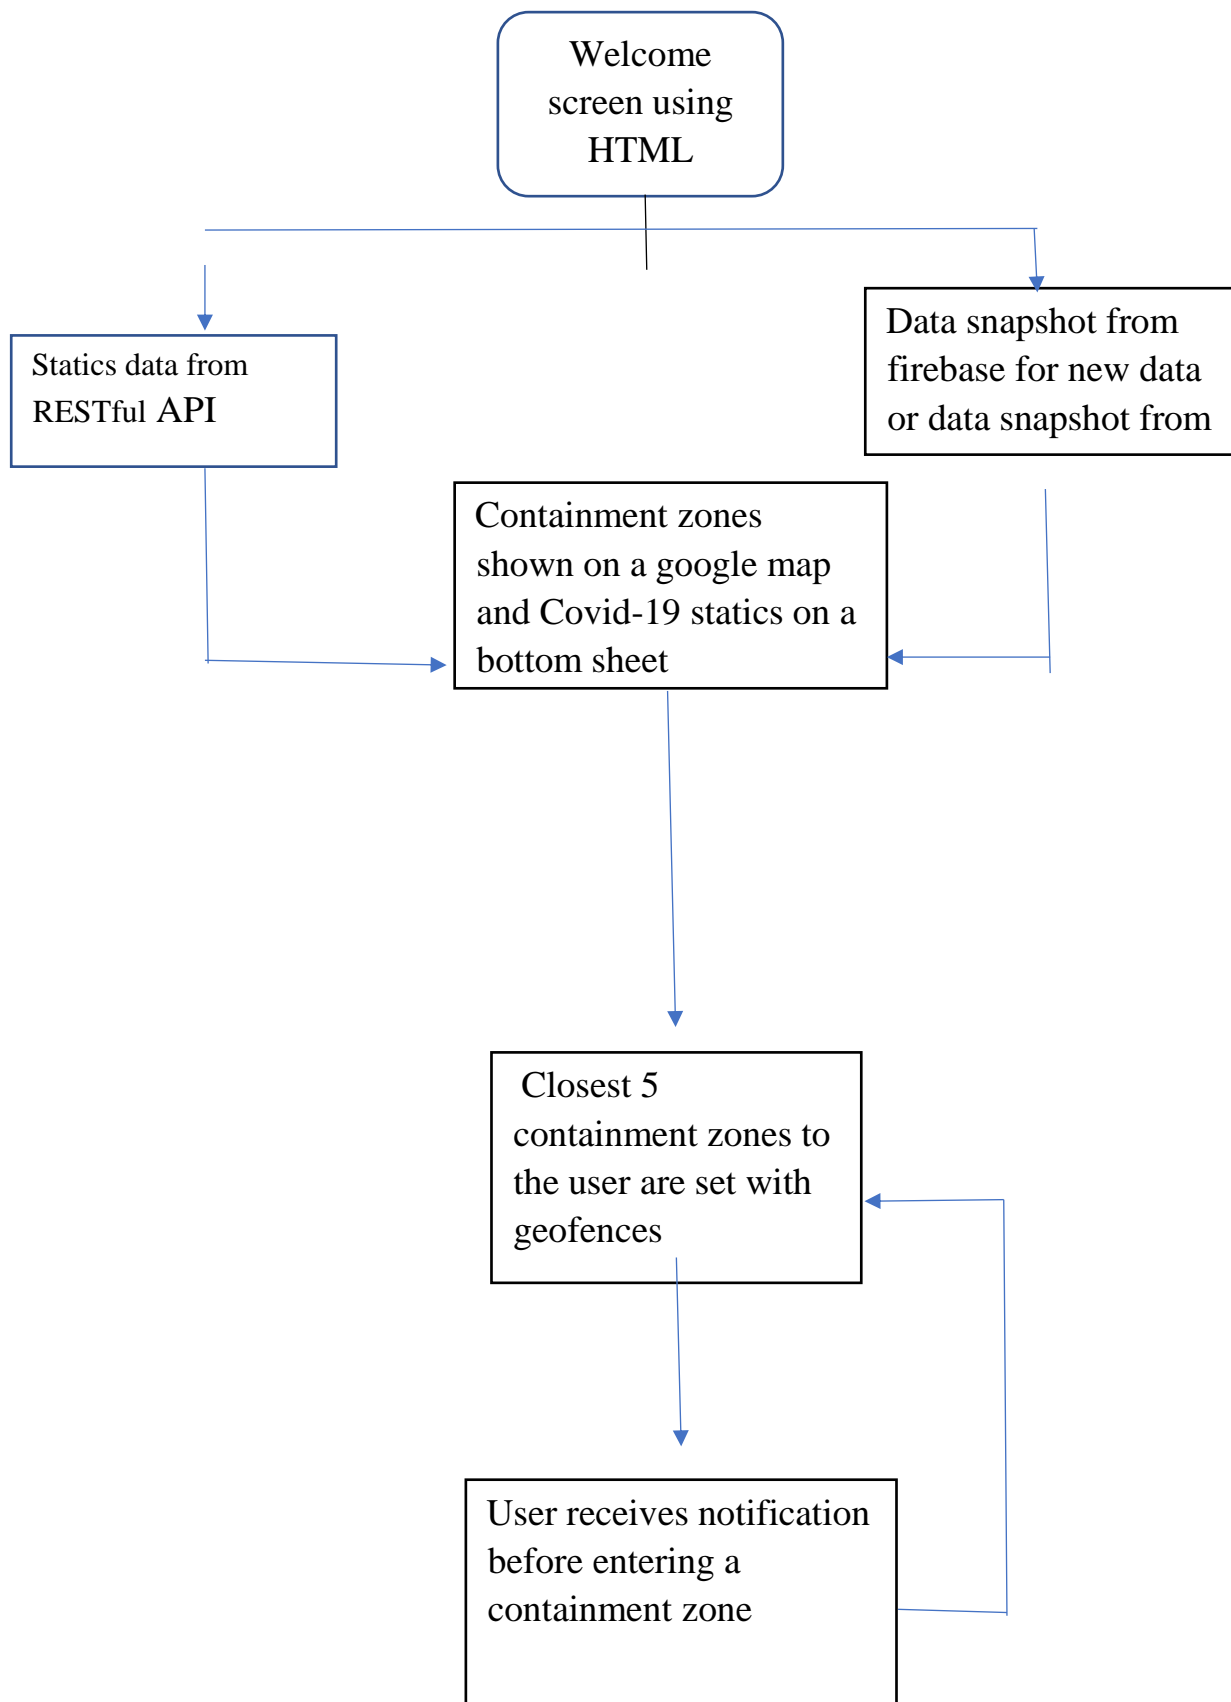 Welcome
screen using
HTML
Statics data from
RESTful API
Data snapshot from
firebase for new data
or data snapshot from
Containment zones
shown on a google map
and Covid-19 statics on a
bottom sheet
Closest 5
containment zones to
the user are set with
geofences
User receives notification
before entering a
containment zone